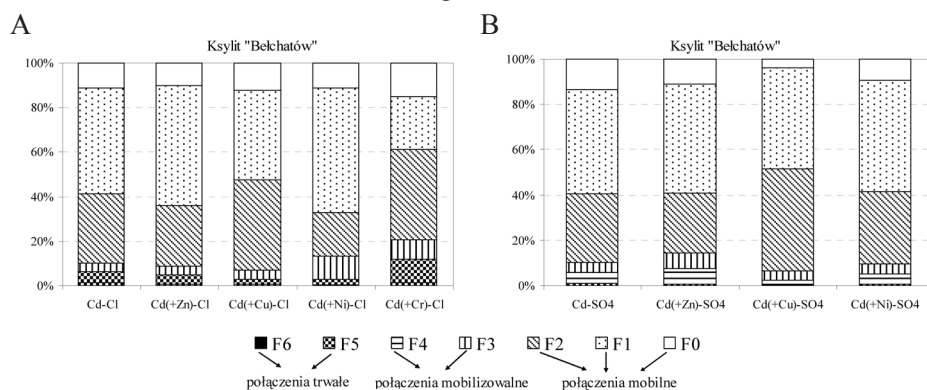 A
B
Ksylit "Bełchatów"
100%
80%
60%
40%
20%
0%
Cd-Cl Cd(+Zn)-Cl Cd(+Cu)-Cl Cd(+Ni)-Cl Cd(+Cr)-Cl
Ksylit "Bełchatów"
100%
80%
60%
40%
20%
0%
Cd-SO4 Cd(+Zn)-SO4 Cd(+Cu)-SO4 Cd(+Ni)-SO4
F6 F5 F4 F3 F2 F1 F0
połączenia trwałe połączenia mobilizowalne połączenia mobilne